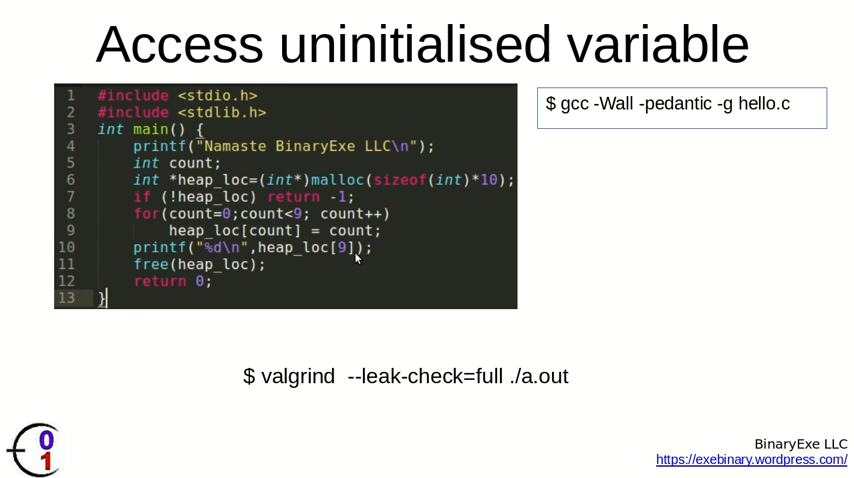 Access uninitialised variable
$ gcc -Wall -pedantic -g hello.c
1 #include <stdio.h>
2 #include <stdlib.h>
3 int main() {
4 printf("Namaste BinaryExe LLC\n");
5 int count;
6 int *heap_loc=(int*)malloc(sizeof(int)*10);
7 if (!heap_loc) return -1;
8 for(count=0;count<9; count++)
9 heap_loc[count] = count;
10 printf("%d\n",heap_loc[9]);
11 free(heap_loc);
12 return 0;
13 }
$ valgrind --leak-check=full ./a.out
0
1
BinaryExe LLC
https://exebinary.wordpress.com/